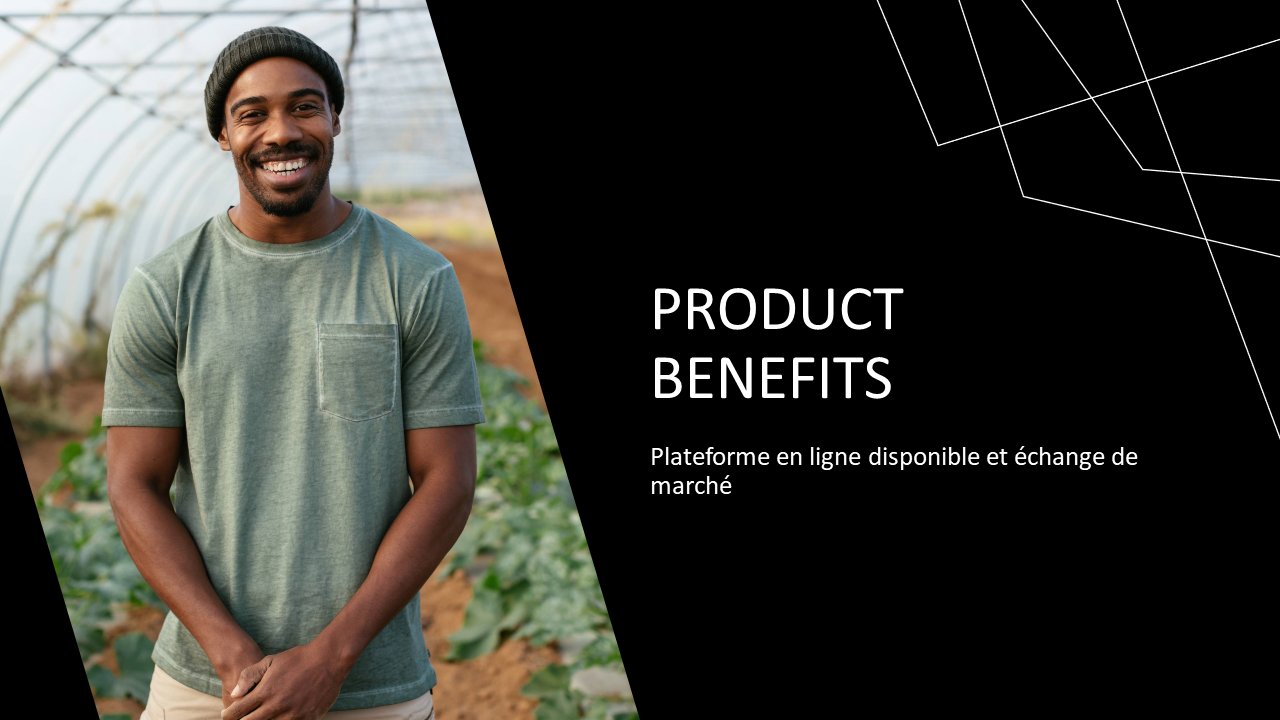 PRODUCT
BENEFITS
Plateforme en ligne disponible et échange de
marché